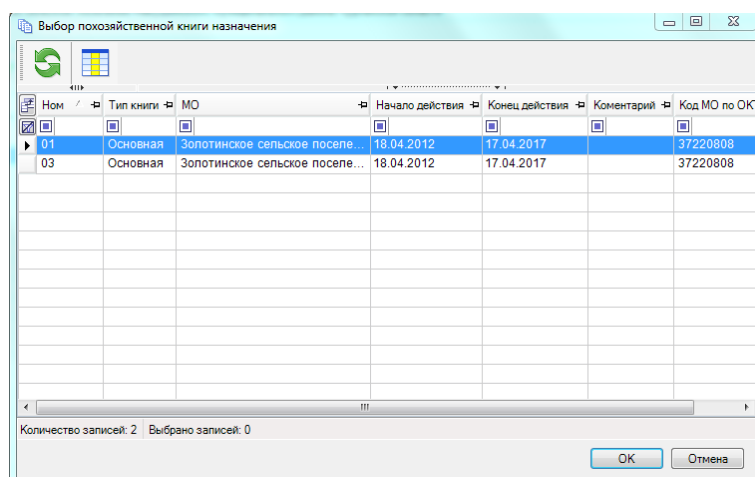 Выбор похозяйственной книги назначения
Ном Тип книги МО Начало действия Конец действия Коментарий Код МО по ОКТ
01 Основная Золотинское сельское поселе... 18.04.2012 17.04.2017 37220808
03 Основная Золотинское сельское поселе... 18.04.2012 17.04.2017 37220808
Количество записей: 2 Выбрано записей: 0
OK Отмена